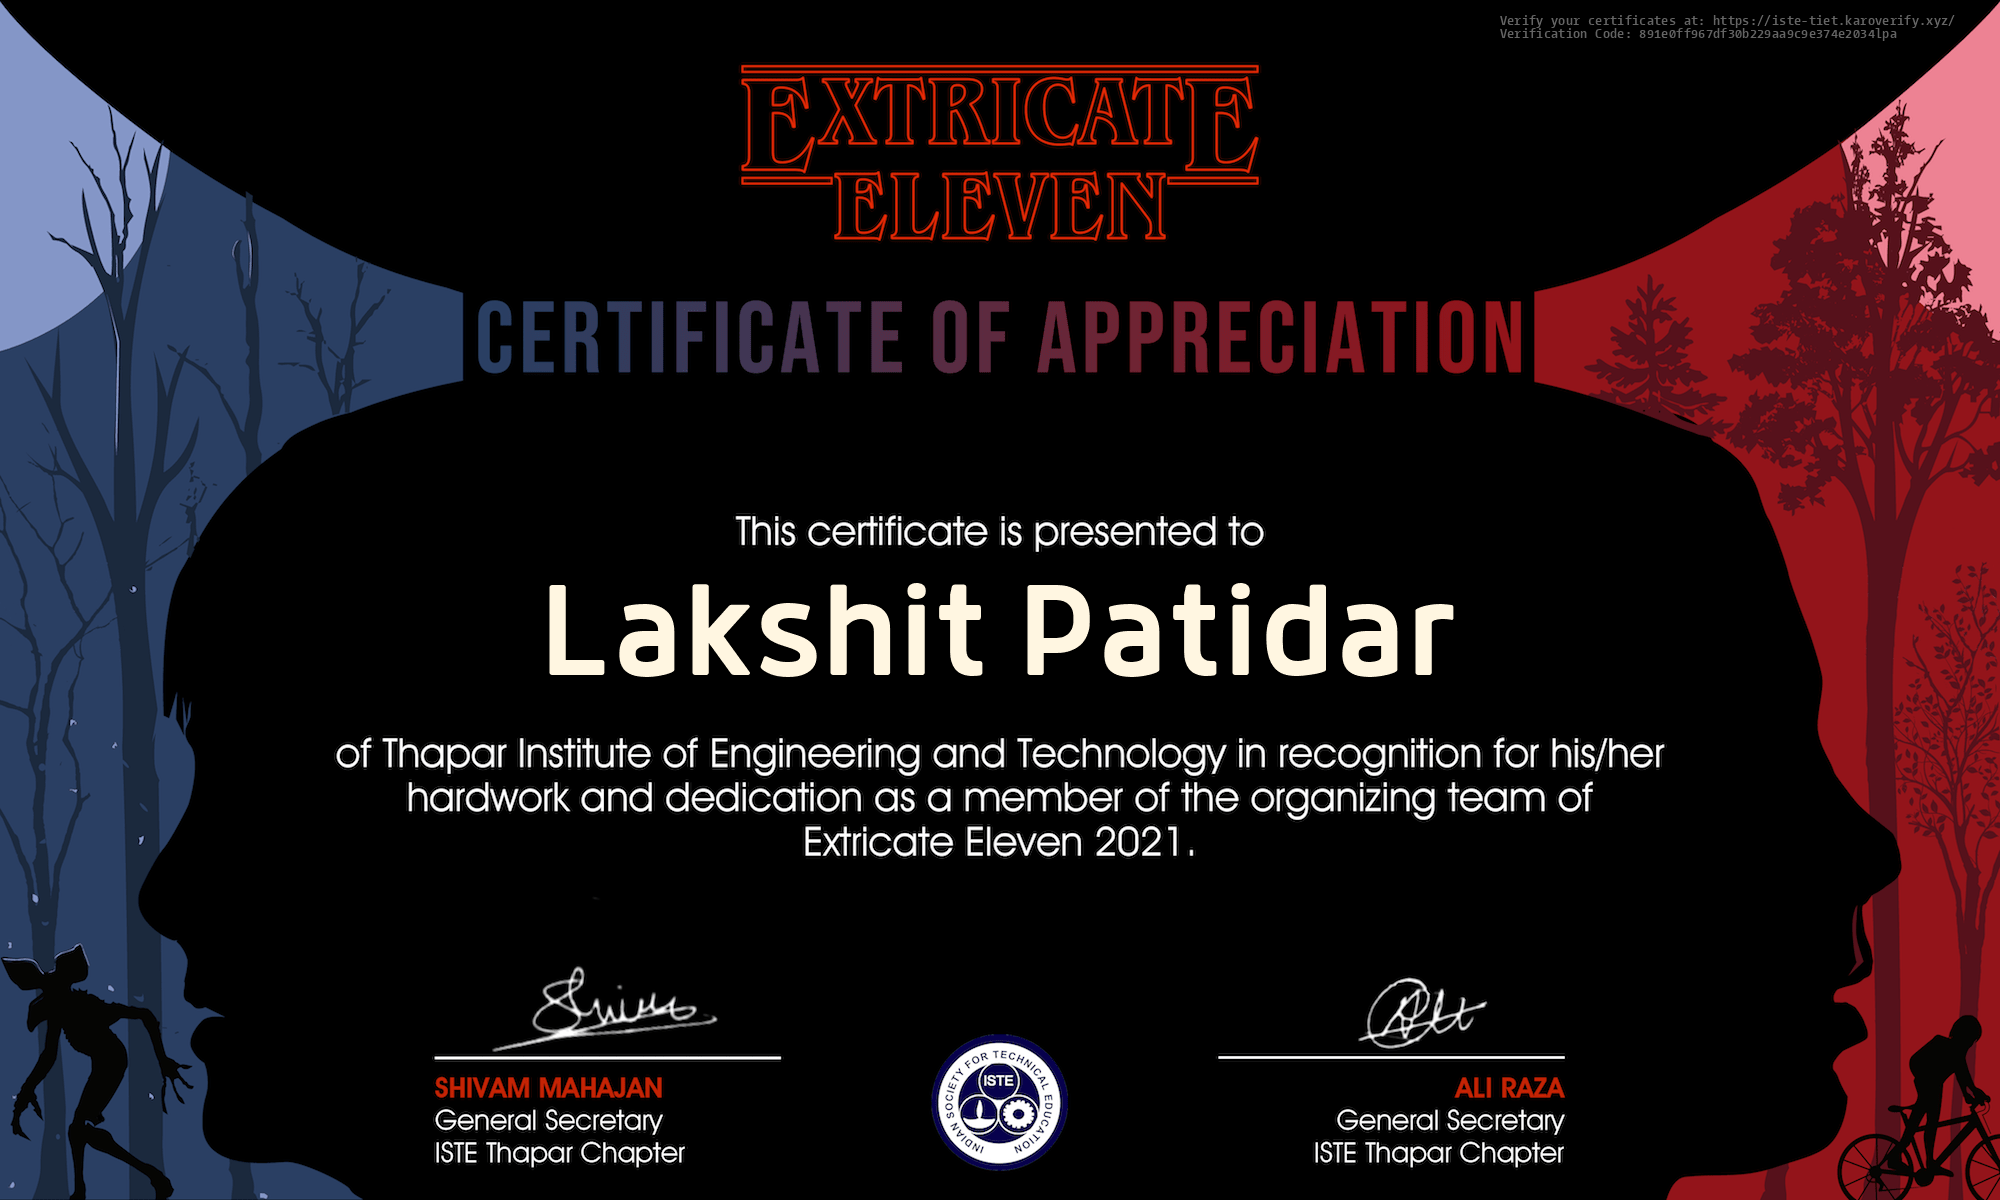 Verify your certificates at: https://iste-tiet.karoverify.xyz/
Verification Code: 891e0ff967df30b229aa9c9e374e2034lpa
EXTRICATE
ELEVEN
CERTIFICATE OF APPRECIATION
This certificate is presented to
Lakshit Patidar
of Thapar Institute of Engineering and Technology in recognition for his/her
hardwork and dedication as a member of the organizing team of
Extricate Eleven 2021.
SHIVAM MAHAJAN
General Secretary
ISTE Thapar Chapter
INDIAN SOCIETY FOR TECHNICAL EDUCATION
ISTE
ALI RAZA
General Secretary
ISTE Thapar Chapter